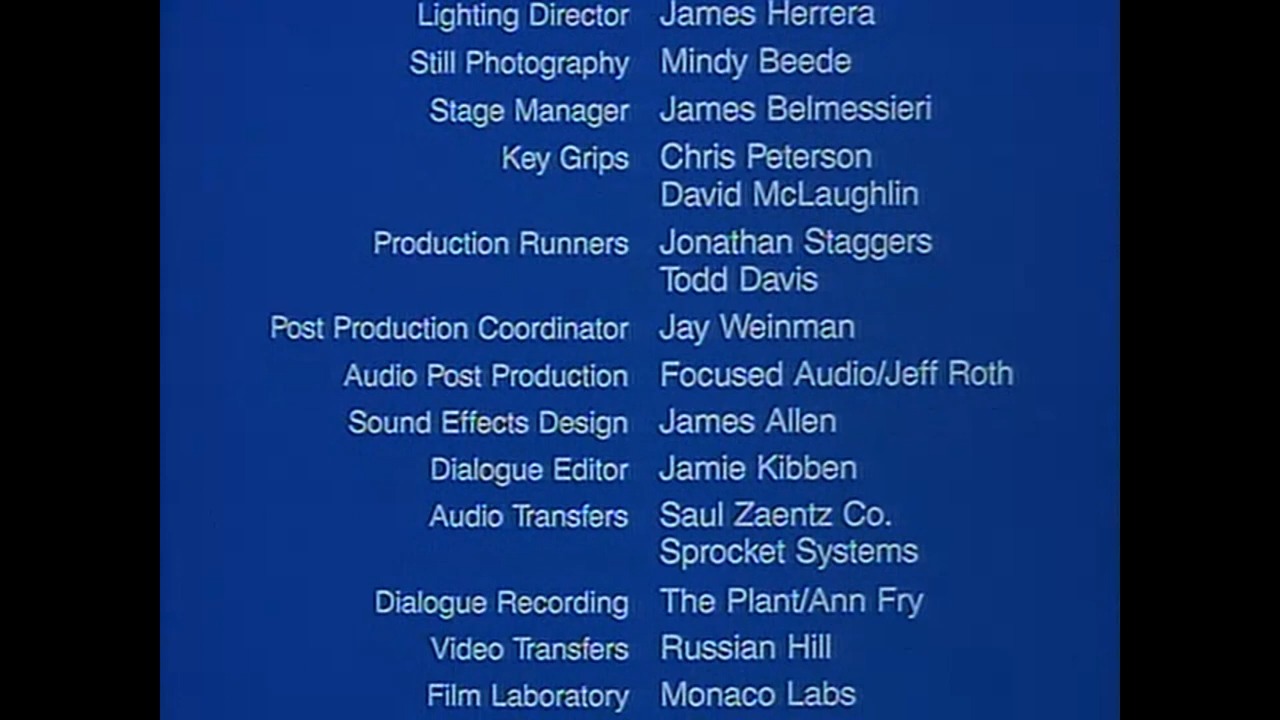 Lighting Director James Herrera
Still Photography Mindy Beede
Stage Manager James Belmessieri
Key Grips Chris Peterson
David McLaughlin
Production Runners Jonathan Staggers
Todd Davis
Post Production Coordinator Jay Weinman
Audio Post Production Focused Audio/Jeff Roth
Sound Effects Design James Allen
Dialogue Editor Jamie Kibben
Audio Transfers Saul Zaentz Co.
Sprocket Systems
Dialogue Recording The Plant/Ann Fry
Video Transfers Russian Hill
Film Laboratory Monaco Labs